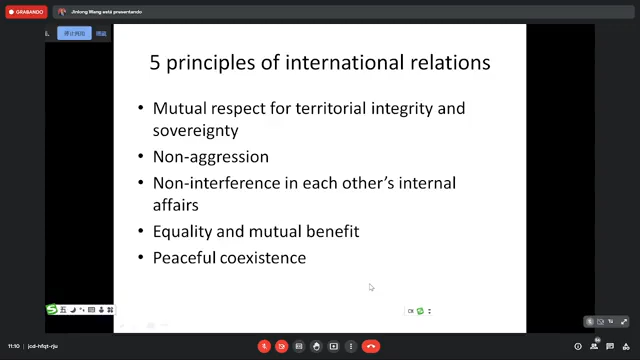 GRABANDO
Jinlong Wang está presentando
5 principles of international relations
• Mutual respect for territorial integrity and
sovereignty
• Non-aggression
• Non-interference in each other's internal
affairs
• Equality and mutual benefit
• Peaceful coexistence
五
11:10
jcd-hfqt-rju